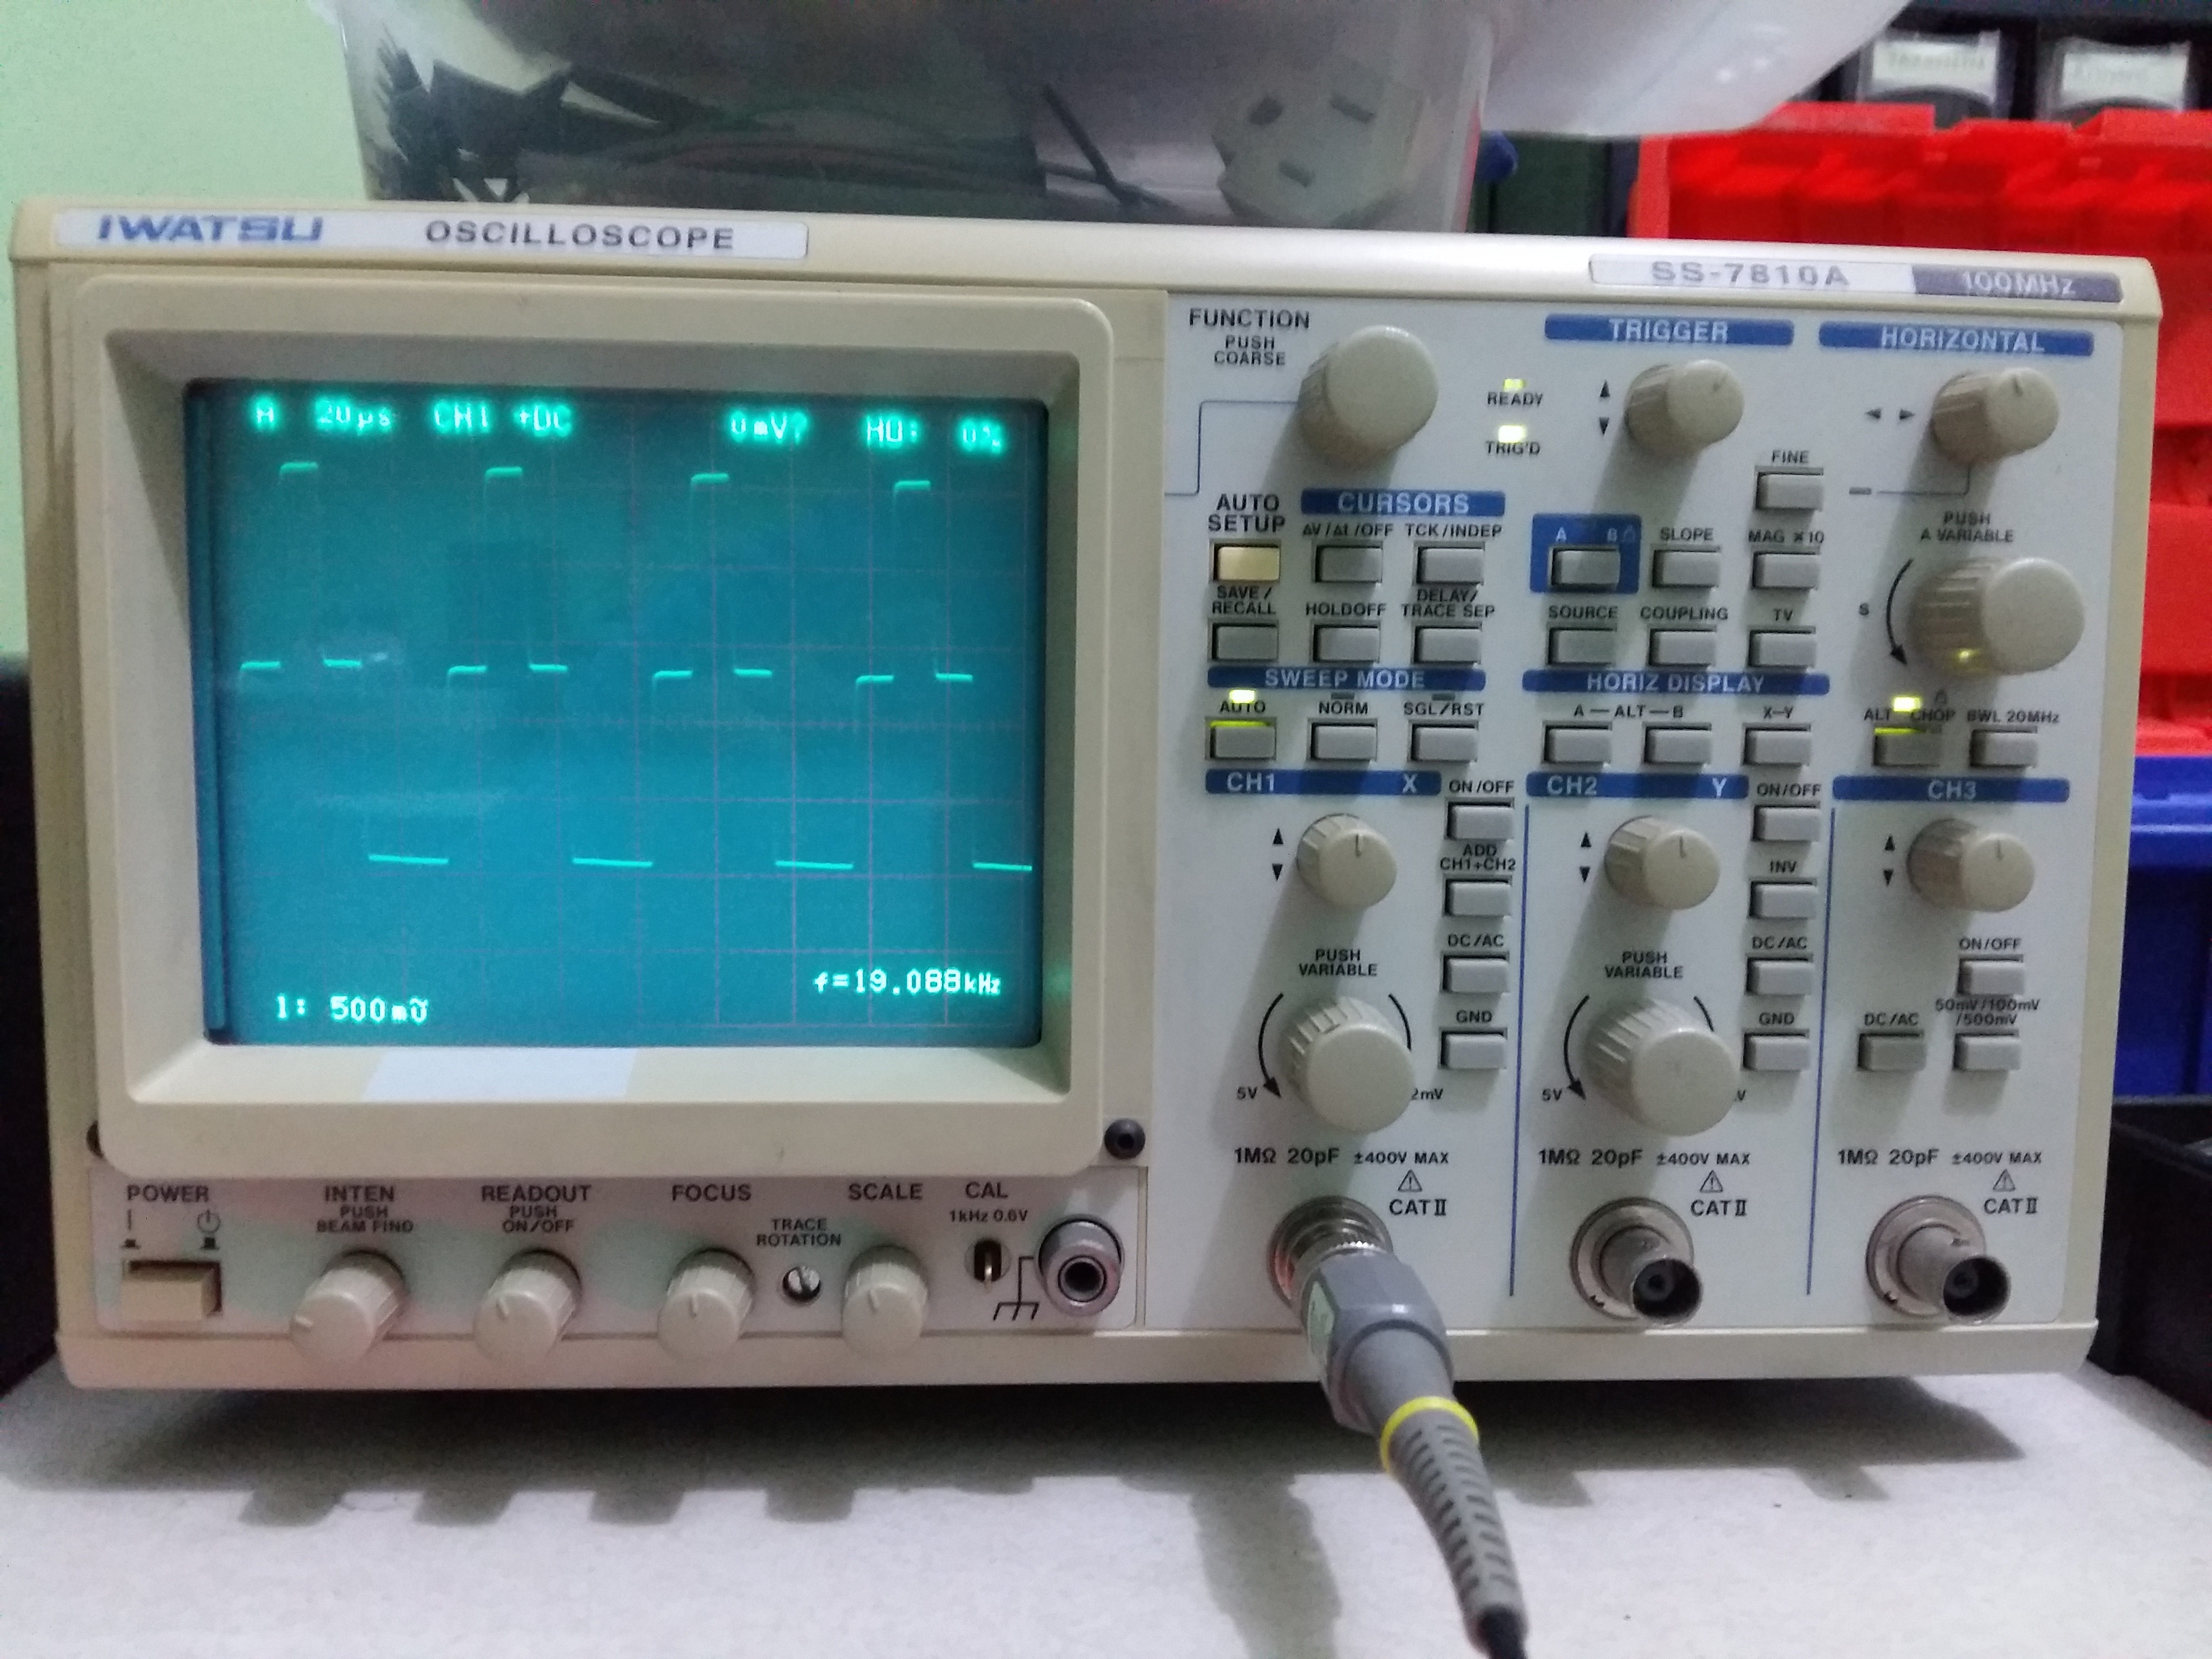 IWATSU OSCILLOSCOPE
SS-7810A 100MHz
A 20µs CH1 +DC 0mV? HO: 0%
f=19.088kHz
1: 500mṼ
POWER
INTEN
PUSH
BEAM FIND
READOUT
PUSH
ON/OFF
FOCUS
TRACE
ROTATION
SCALE
CAL
1kHz 0.6V
FUNCTION
PUSH
COARSE
READY
TRIG'D
TRIGGER
HORIZONTAL
FINE
PUSH
A VARIABLE
AUTO
SETUP
CURSORS
ΔV/Δt/OFF TCK/INDEP
A B
SLOPE
MAG ×10
SAVE/
RECALL
HOLDOFF
DELAY/
TRACE SEP
SOURCE
COUPLING
TV
S
SWEEP MODE
AUTO
NORM
SGL/RST
HORIZ DISPLAY
A — ALT — B
X-Y
ALT CHOP
BWL 20MHz
CH1 X
ON/OFF
ADD
CH1+CH2
DC/AC
GND
PUSH
VARIABLE
5V
2mV
1MΩ 20pF ±400V MAX
CAT II
CH2 Y
ON/OFF
INV
DC/AC
GND
PUSH
VARIABLE
5V
1MΩ 20pF ±400V MAX
CAT II
CH3
ON/OFF
DC/AC
50mV/100mV
/500mV
1MΩ 20pF ±400V MAX
CAT II